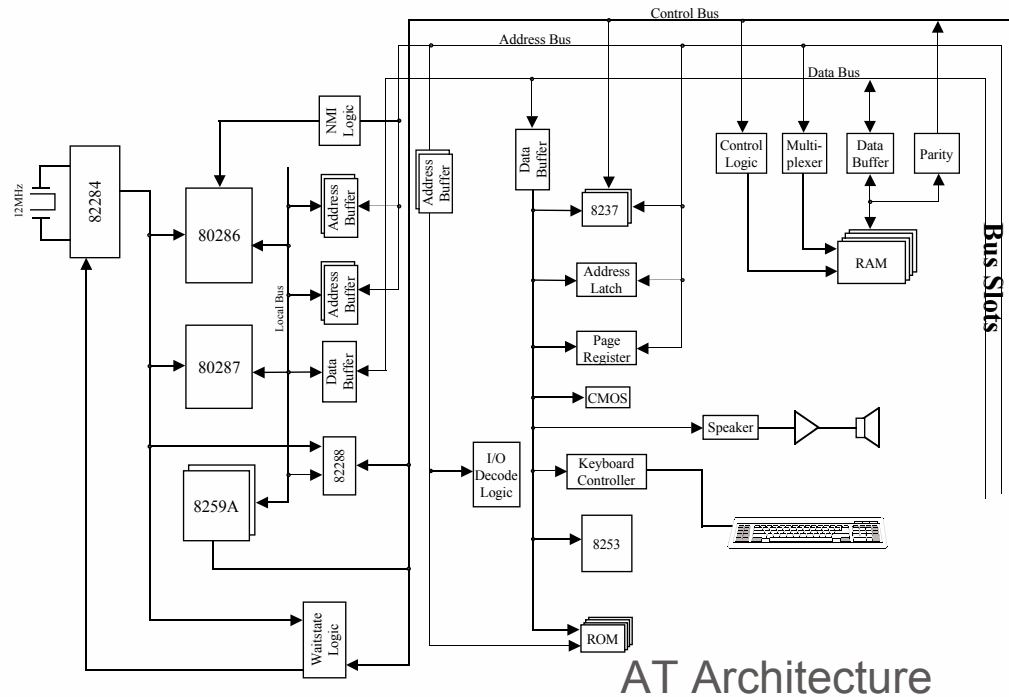 Control Bus
Address Bus
Data Bus
NMI
Logic
12MHz
82284
80286
Address
Buffer
Address
Buffer
Address
Buffer
Data
Buffer
Control
Logic
Multi-
plexer
Data
Buffer
Parity
8237
RAM
Bus Slots
Address
Latch
Local Bus
Page
Register
80287
Data
Buffer
CMOS
Speaker
82288
I/O
Decode
Logic
Keyboard
Controller
8259A
8253
Waitstate
Logic
ROM
AT Architecture